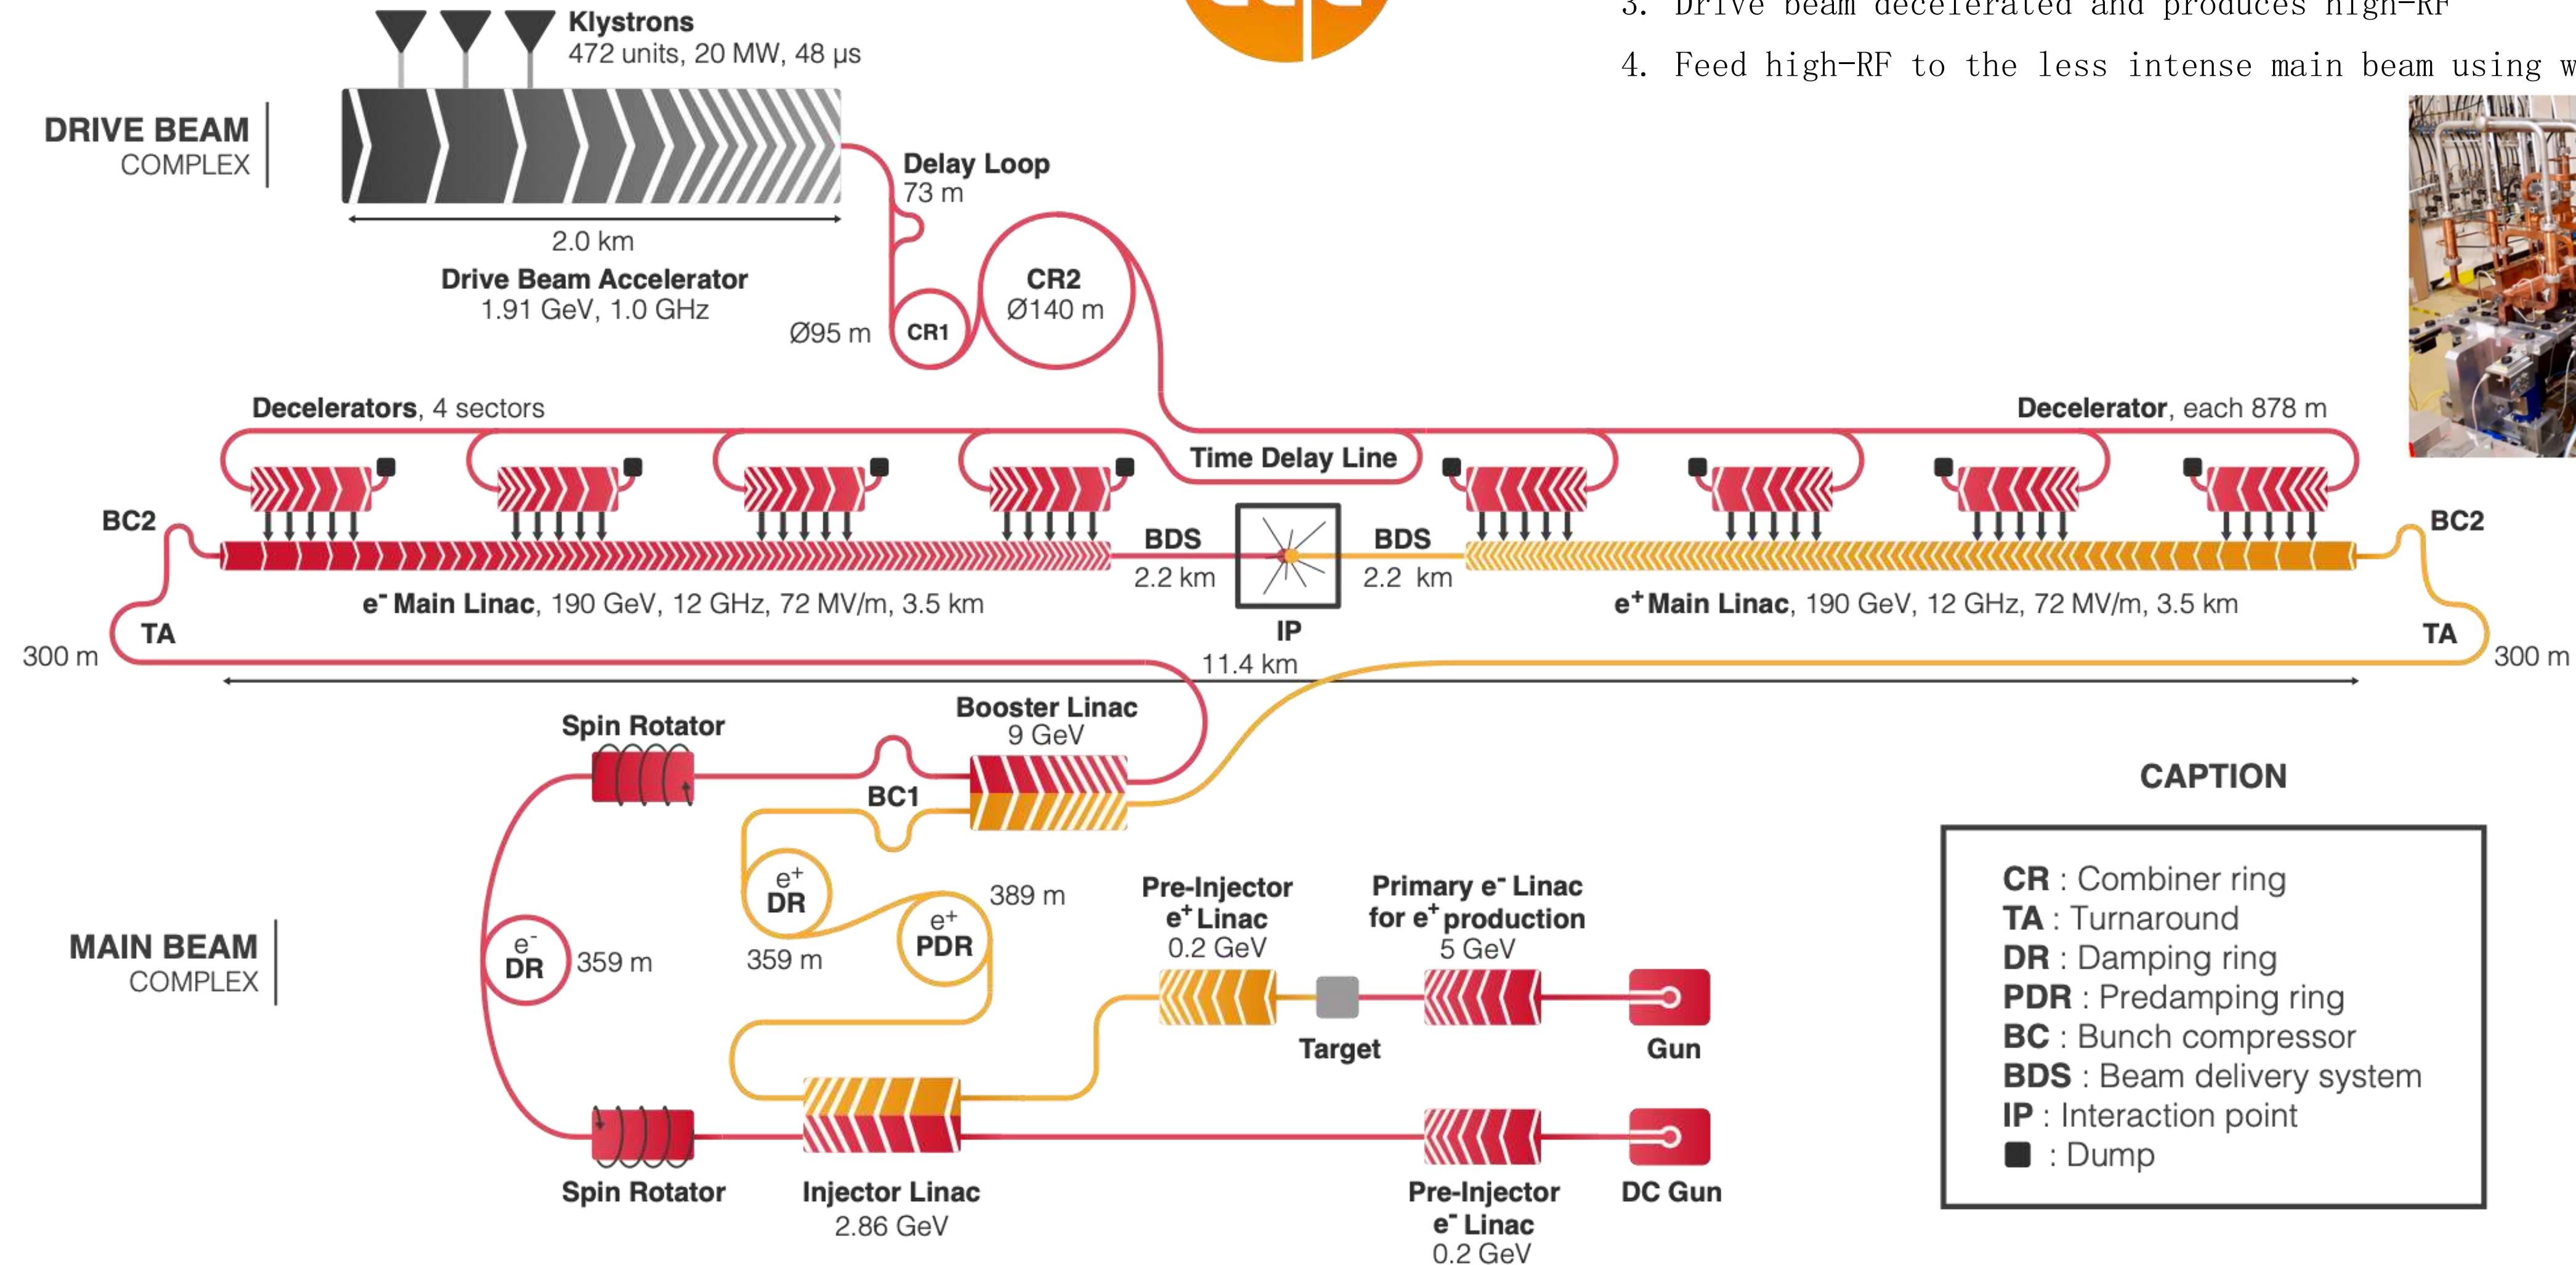 3. Drive beam decelerated and produces high-RF
4. Feed high-RF to the less intense main beam using
Klystrons
472 units, 20 MW, 48 µs
DRIVE BEAM
COMPLEX
Delay Loop
73 m
2.0 km
Drive Beam Accelerator
1.91 GeV, 1.0 GHz
CR2
Ø140 m
Ø95 m
CR1
Decelerators, 4 sectors
Decelerator, each 878 m
Time Delay Line
BC2
BDS
2.2 km
BDS
2.2 km
BC2
e- Main Linac, 190 GeV, 12 GHz, 72 MV/m, 3.5 km
IP
e+ Main Linac, 190 GeV, 12 GHz, 72 MV/m, 3.5 km
TA
300 m
11.4 km
TA
300 m
Spin Rotator
Booster Linac
9 GeV
BC1
CAPTION
e+
DR
359 m
e+
PDR
389 m
Pre-Injector
e+ Linac
0.2 GeV
Primary e- Linac
for e+ production
5 GeV
MAIN BEAM
COMPLEX
e-
DR
359 m
Target
Gun
Spin Rotator
Injector Linac
2.86 GeV
Pre-Injector
e- Linac
0.2 GeV
DC Gun
CR : Combiner ring
TA : Turnaround
DR : Damping ring
PDR : Predamping ring
BC : Bunch compressor
BDS : Beam delivery system
IP : Interaction point
: Dump